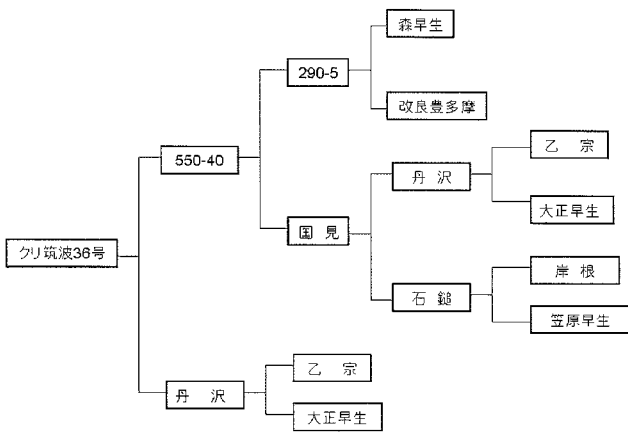 森早生
290-5
改良豊多摩
550-40
乙宗
丹沢
大正早生
国見
クリ筑波36号
岸根
石鎚
笠原早生
乙宗
丹沢
大正早生